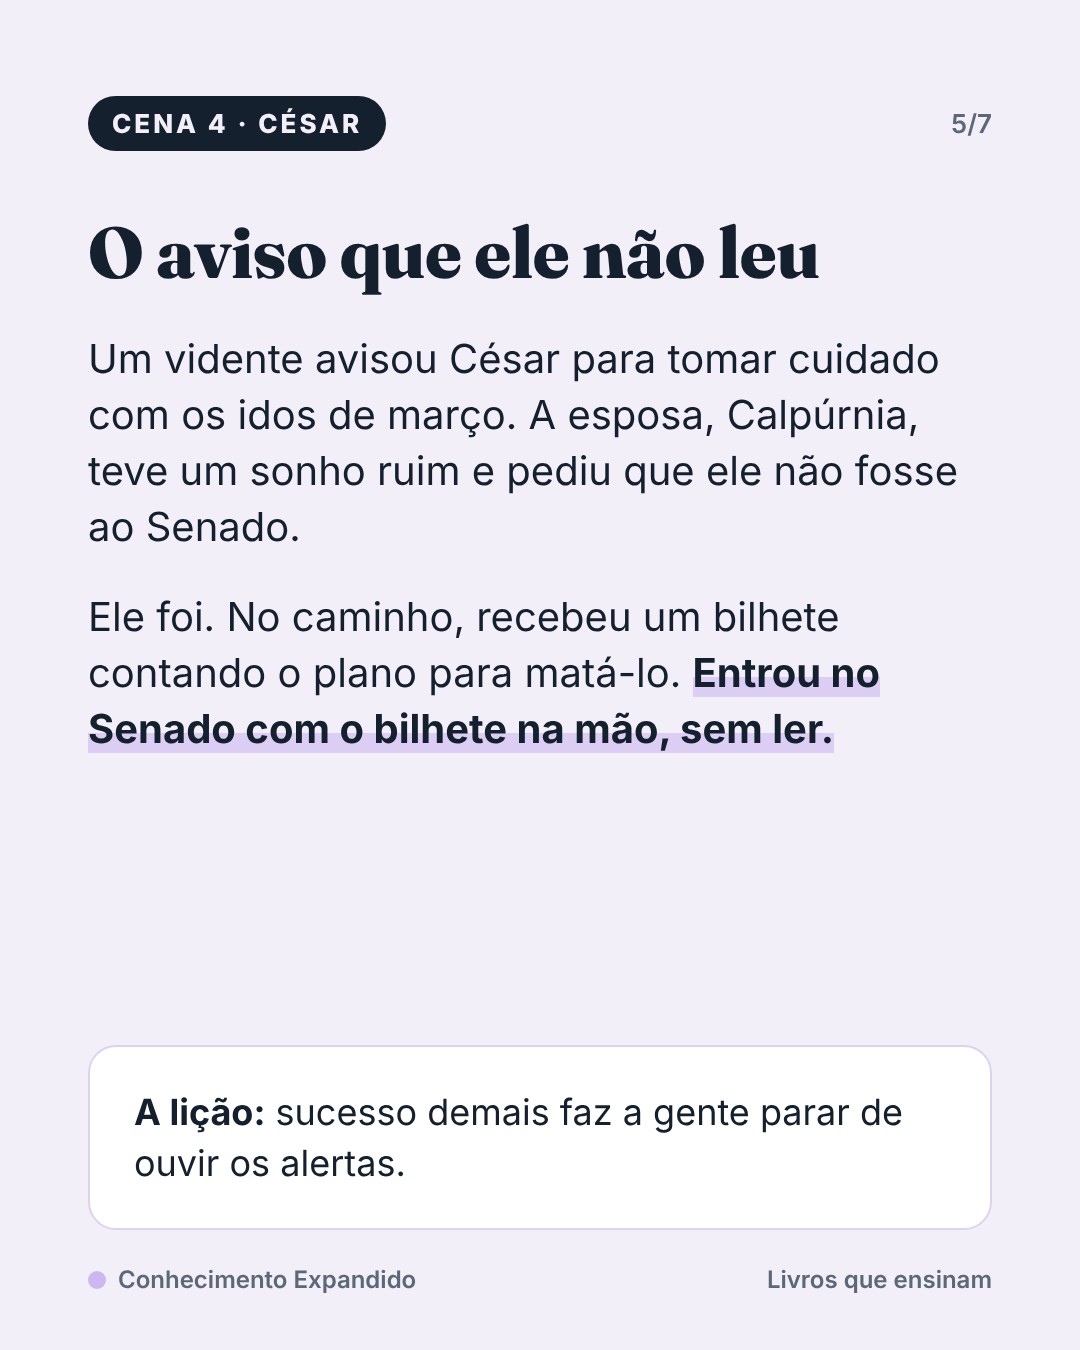 CENA 4 · CÉSAR
5/7
O aviso que ele não leu
Um vidente avisou César para tomar cuidado
com os idos de março. A esposa, Calpúrnia,
teve um sonho ruim e pediu que ele não fosse
ao Senado.
Ele foi. No caminho, recebeu um bilhete
contando o plano para matá-lo. Entrou no
Senado com o bilhete na mão, sem ler.
A lição: sucesso demais faz a gente parar de
ouvir os alertas.
Conhecimento Expandido
Livros que ensinam